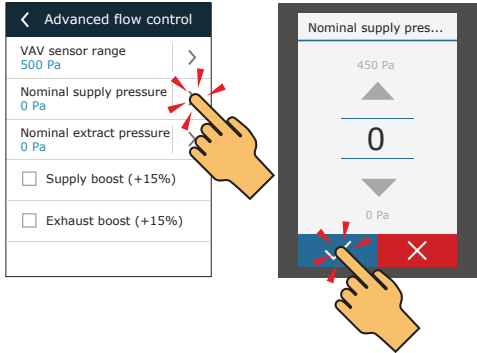 Advanced flow control
VAV sensor range
500 Pa
Nominal supply pressure
0 Pa
Nominal extract pressure
0 Pa
Supply boost (+15%)
Exhaust boost (+15%)
Nominal supply pres...
450 Pa
0
0 Pa